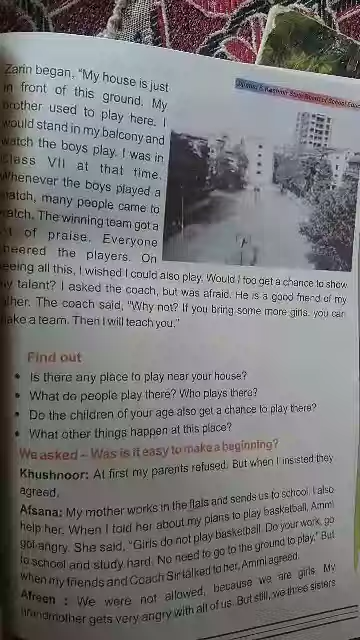 Jammu & Kashmir State Board of School Edu
Zarin began, "My house is just
in front of this ground. My
brother used to play here. I
would stand in my balcony and
watch the boys play. I was in
class VII at that time.
Whenever the boys played a
match, many people came to
watch. The winning team got a
of praise. Everyone
cheered the players. On
seeing all this, I wished I could also play. Would I too get a chance to show
my talent? I asked the coach, but was afraid. He is a good friend of my
father. The coach said, "Why not? If you bring some more girls, you can
make a team. Then I will teach you."
Find out
• Is there any place to play near your house?
• What do people play there? Who plays there?
• Do the children of your age also get a chance to play there?
• What other things happen at this place?
We asked – Was is it easy to make a beginning?
Khushnoor: At first my parents refused. But when I insisted they
agreed.
Afsana: My mother works in the flats and sends us to school. I also
help her. When I told her about my plans to play basketball, Ammi
got angry. She said, "Girls do not play basketball. Do your work, go
to school and study hard. No need to go to the ground to play." But
when my friends and Coach Sir talked to her, Ammi agreed.
Afreen : We were not allowed, because we are girls. My
grandmother gets very angry with all of us. But still, we three sisters